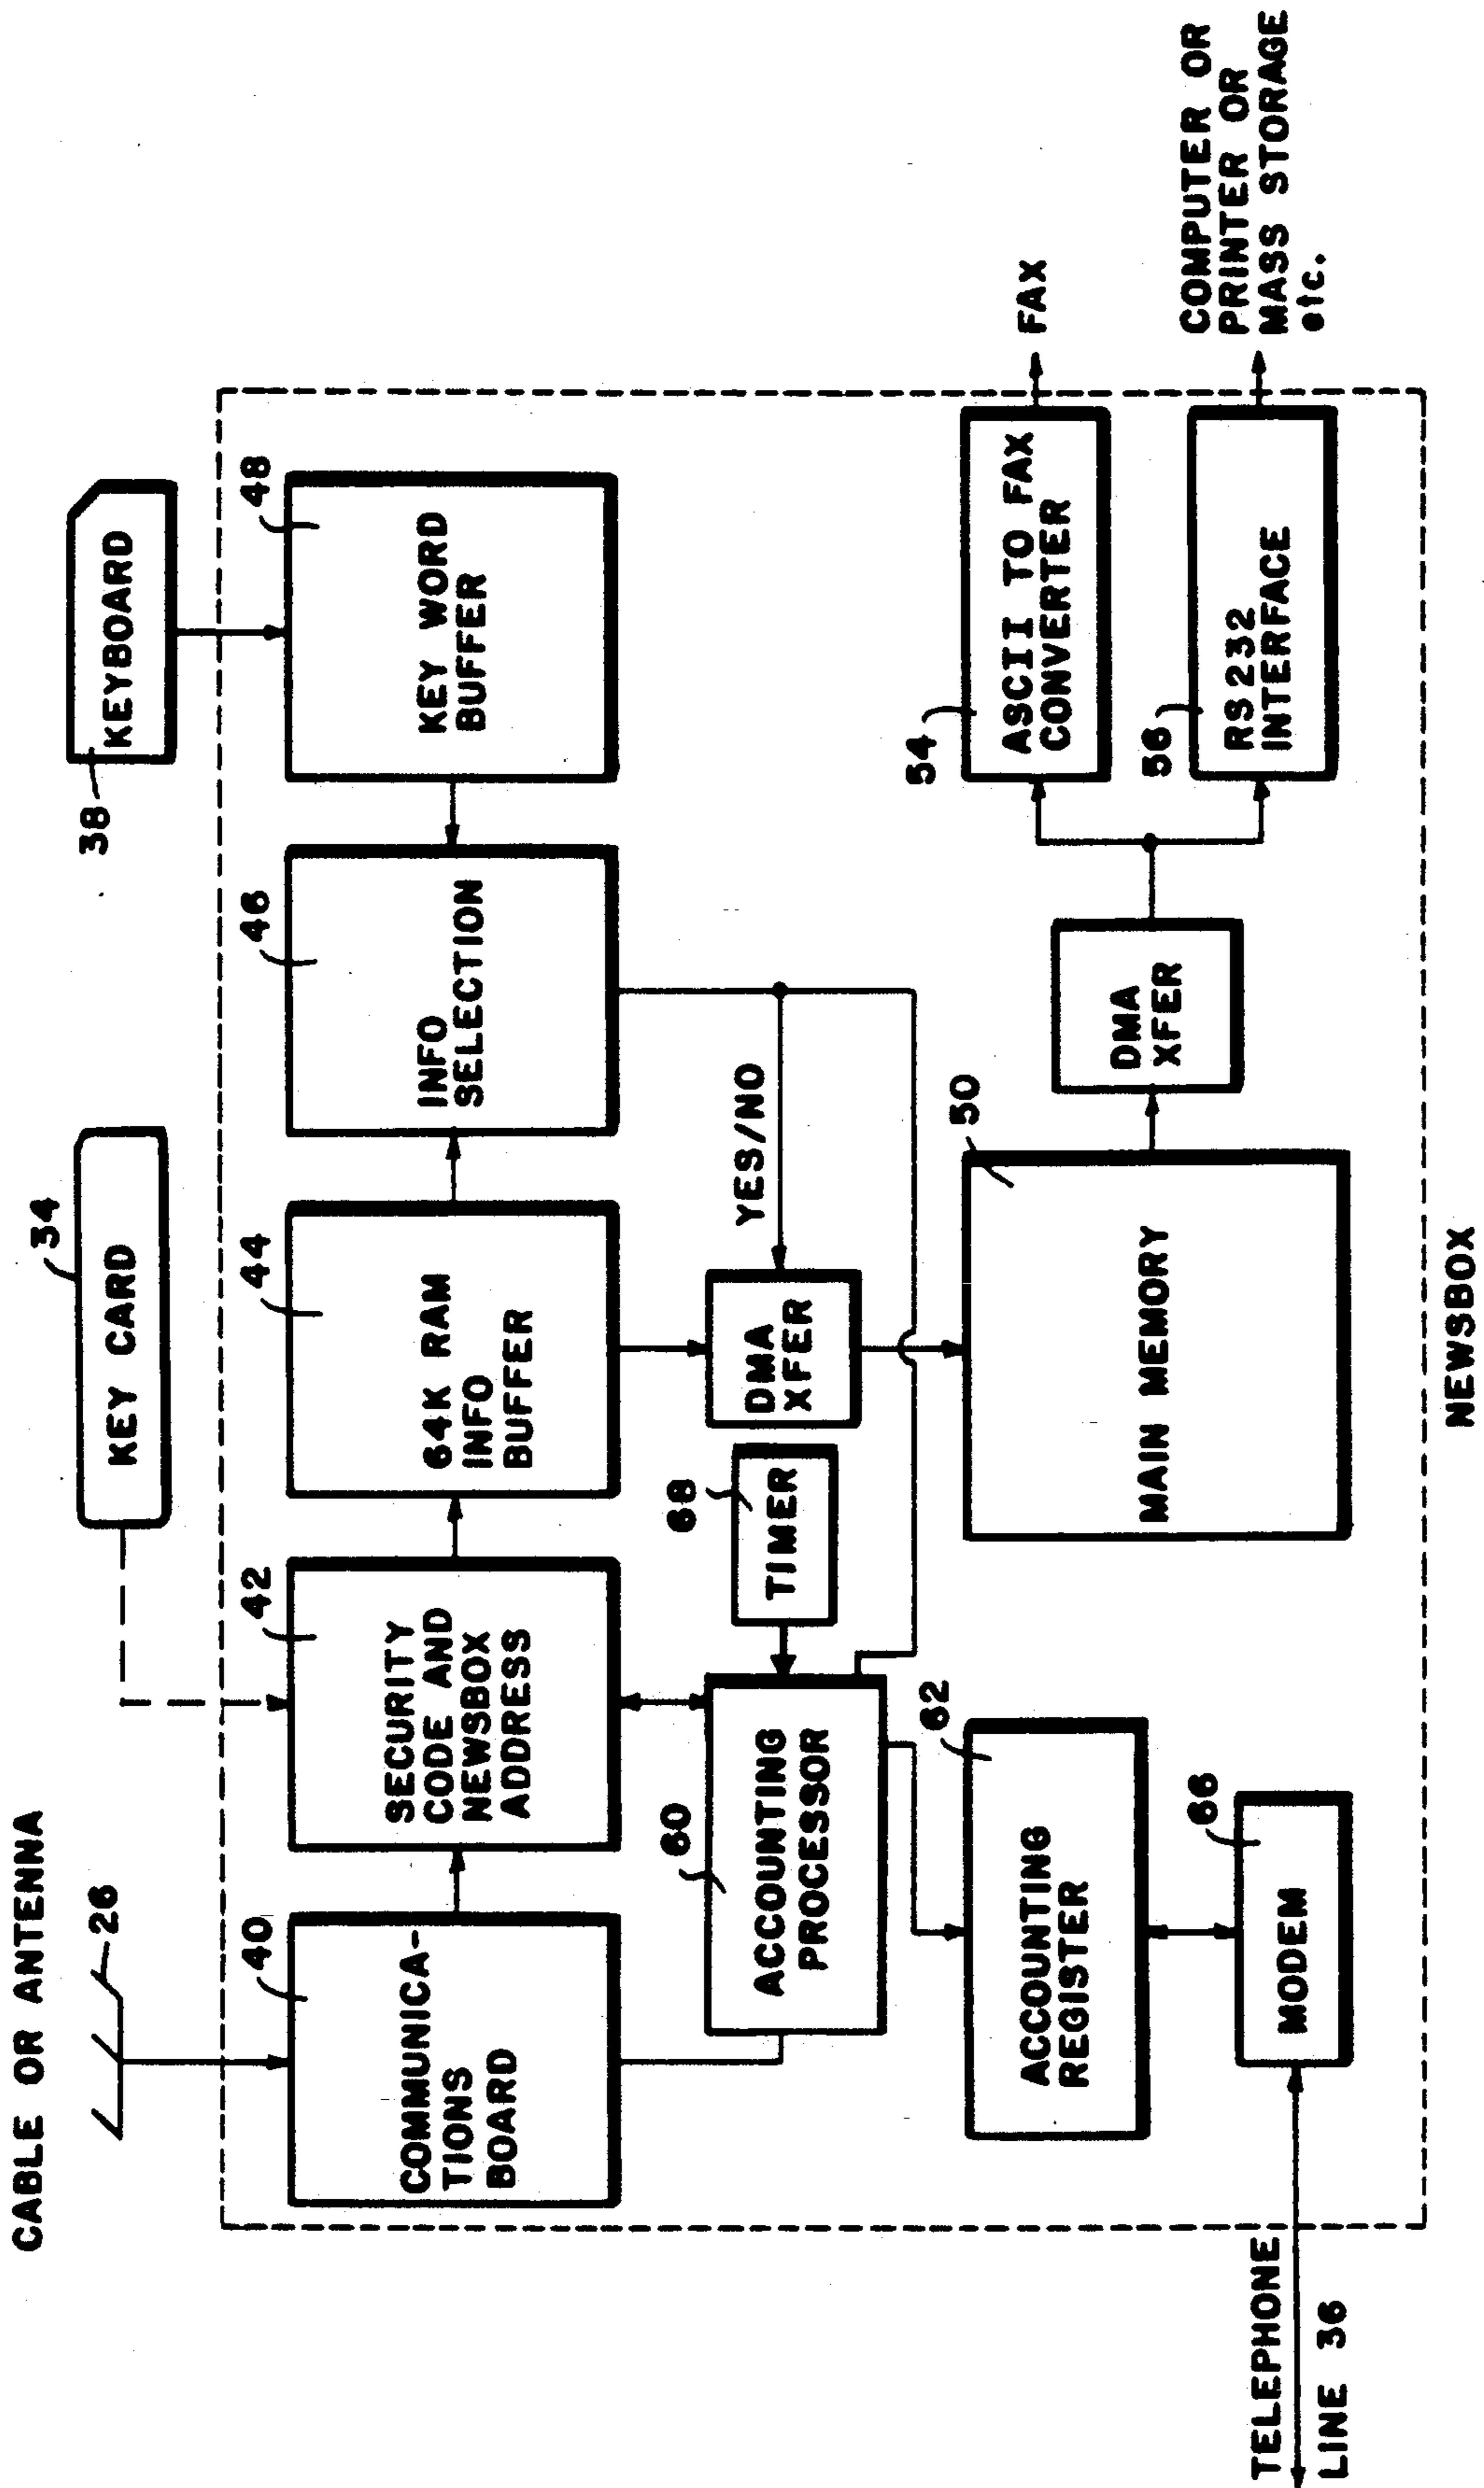 CABLE OR ANTENNA
26
34
KEY CARD
38
KEYBOARD
40
COMMUNICA-
TIONS
BOARD
42
SECURITY
CODE AND
NEWSBOX
ADDRESS
44
64K RAM
INFO
BUFFER
46
INFO
SELECTION
48
KEY WORD
BUFFER
60
ACCOUNTING
PROCESSOR
68
TIMER
DMA
XFER
YES/NO
62
ACCOUNTING
REGISTER
66
MODEM
50
MAIN MEMORY
DMA
XFER
54
ASCII TO FAX
CONVERTER
56
RS232
INTERFACE
FAX
COMPUTER OR
PRINTER OR
MASS STORAGE
etc.
TELEPHONE
LINE 36
NEWSBOX